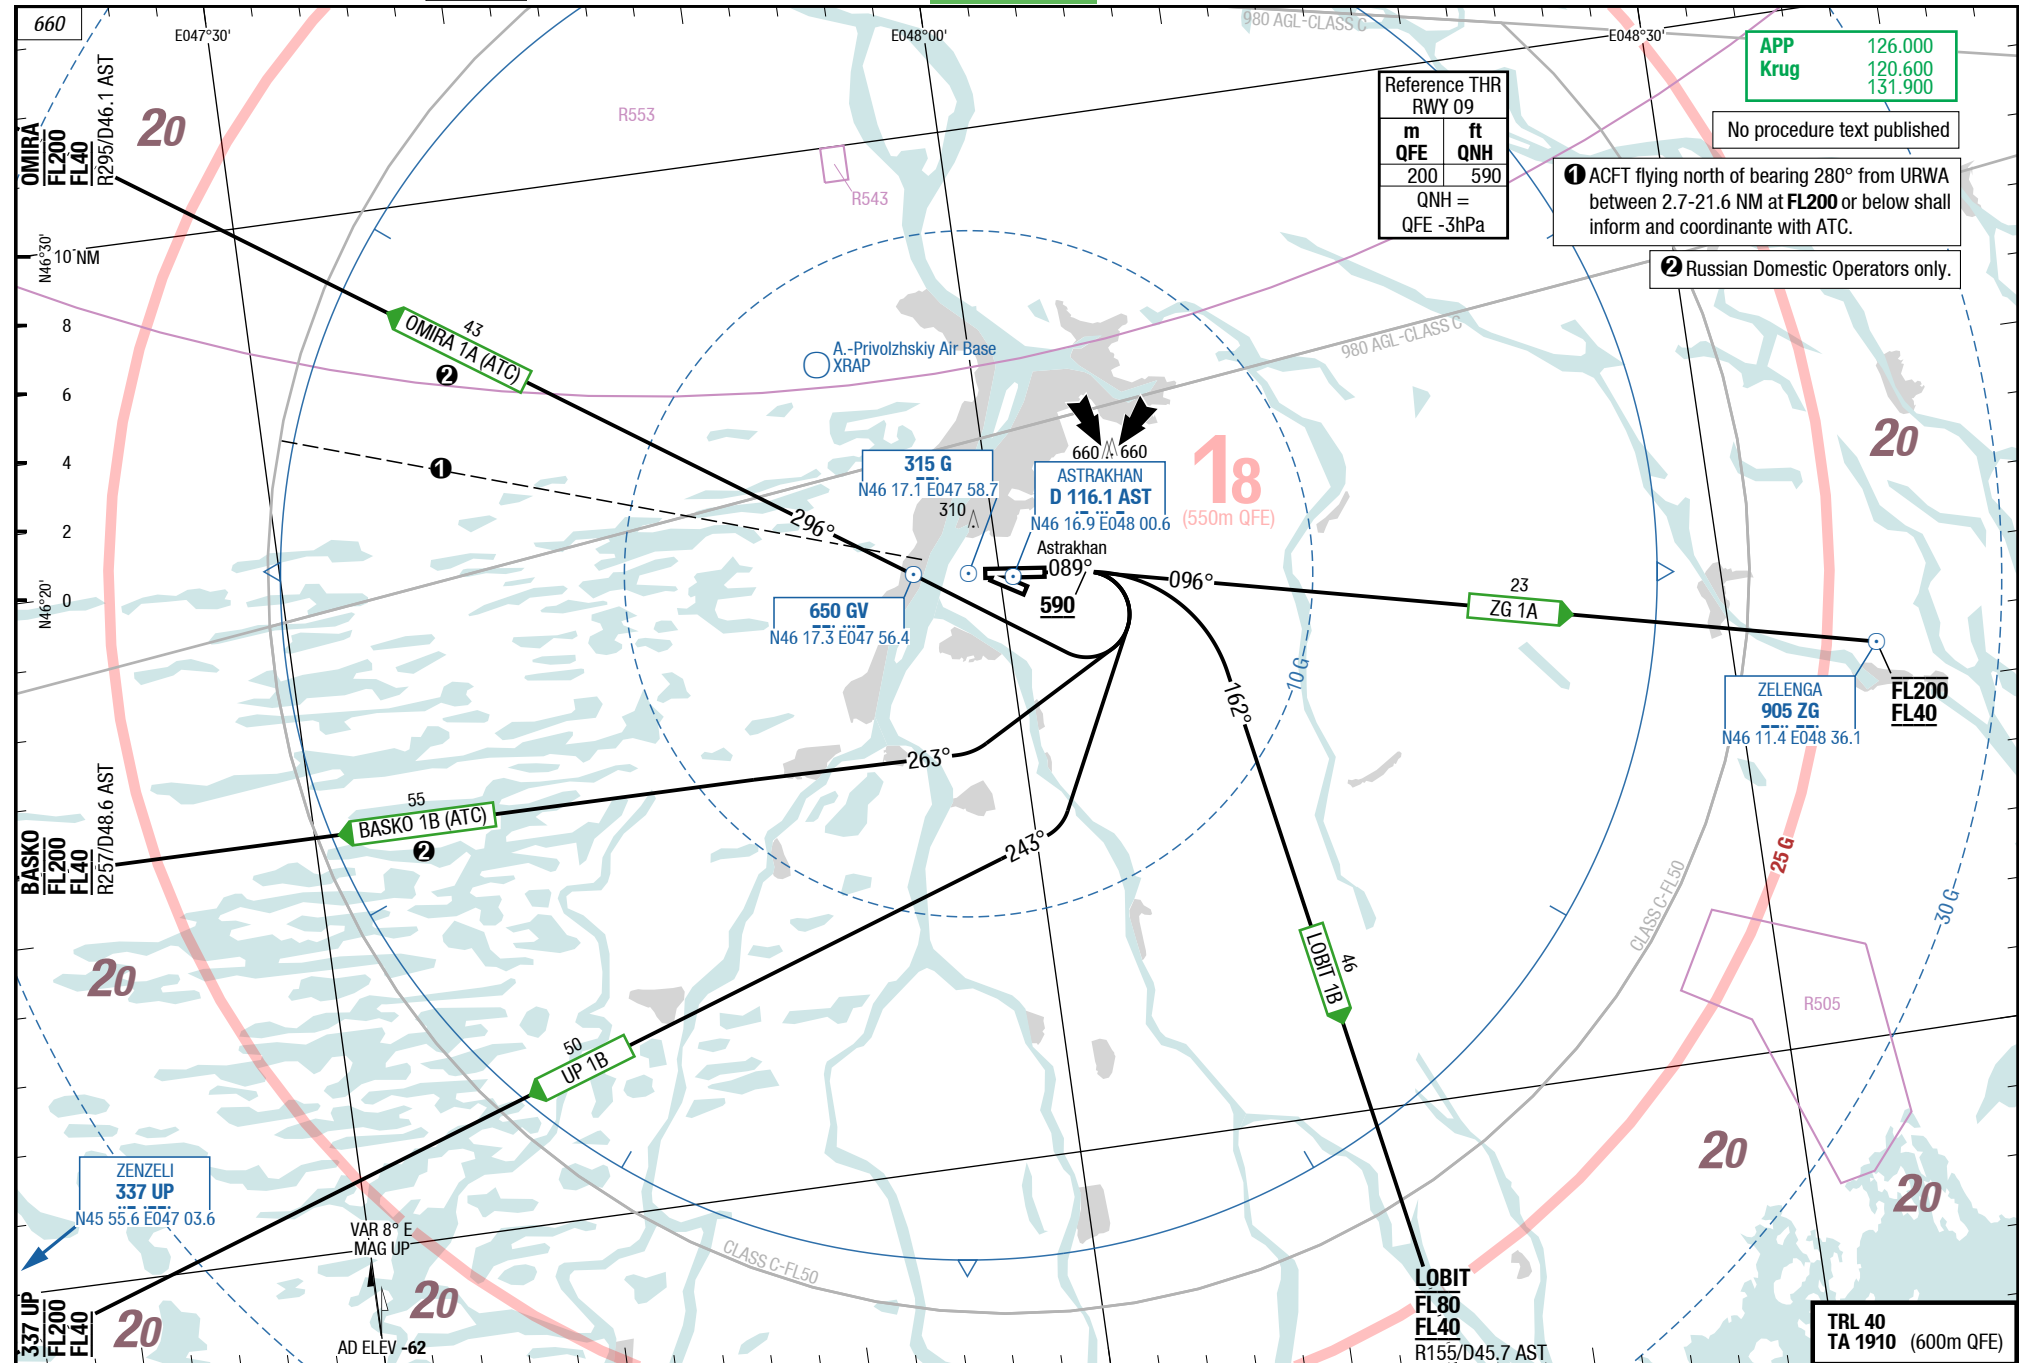 660
E047°30'
E048°00'
980 AGL-CLASS C
E048°30'
APP 126.000
Krug 120.600
131.900
No procedure text published
Reference THR
RWY 09
m ft
QFE QNH
200 590
QNH =
QFE -3hPa
❶ ACFT flying north of bearing 280° from URWA
between 2.7-21.6 NM at FL200 or below shall
inform and coordinante with ATC.
❷ Russian Domestic Operators only.
OMIRA
FL200
FL40
R295/D46.1 AST
20
R553
R543
N46°30'
10 NM
8
6
4
2
0
N46°20'
43
OMIRA 1A (ATC)
❷
A.-Privolzhskiy Air Base
XRAP
980 AGL-CLASS C
❶
296°
315 G
N46 17.1 E047 58.7
310
660 660
ASTRAKHAN
D 116.1 AST
N46 16.9 E048 00.6
18
(550m QFE)
20
Astrakhan
089°
590
096°
23
ZG 1A
650 GV
N46 17.3 E047 56.4
10 G
162°
ZELENGA
905 ZG
N46 11.4 E048 36.1
FL200
FL40
263°
55
BASKO 1B (ATC)
❷
BASKO
FL200
FL40
R257/D48.6 AST
243°
25 G
30 G
CLASS C-FL50
46
LOBIT 1B
20
R505
50
UP 1B
20
20
ZENZELI
337 UP
N45 55.6 E047 03.6
VAR 8° E
MAG UP
CLASS C-FL50
337 UP
FL200
FL40
20
20
AD ELEV -62
LOBIT
FL80
FL40
R155/D45.7 AST
TRL 40
TA 1910 (600m QFE)